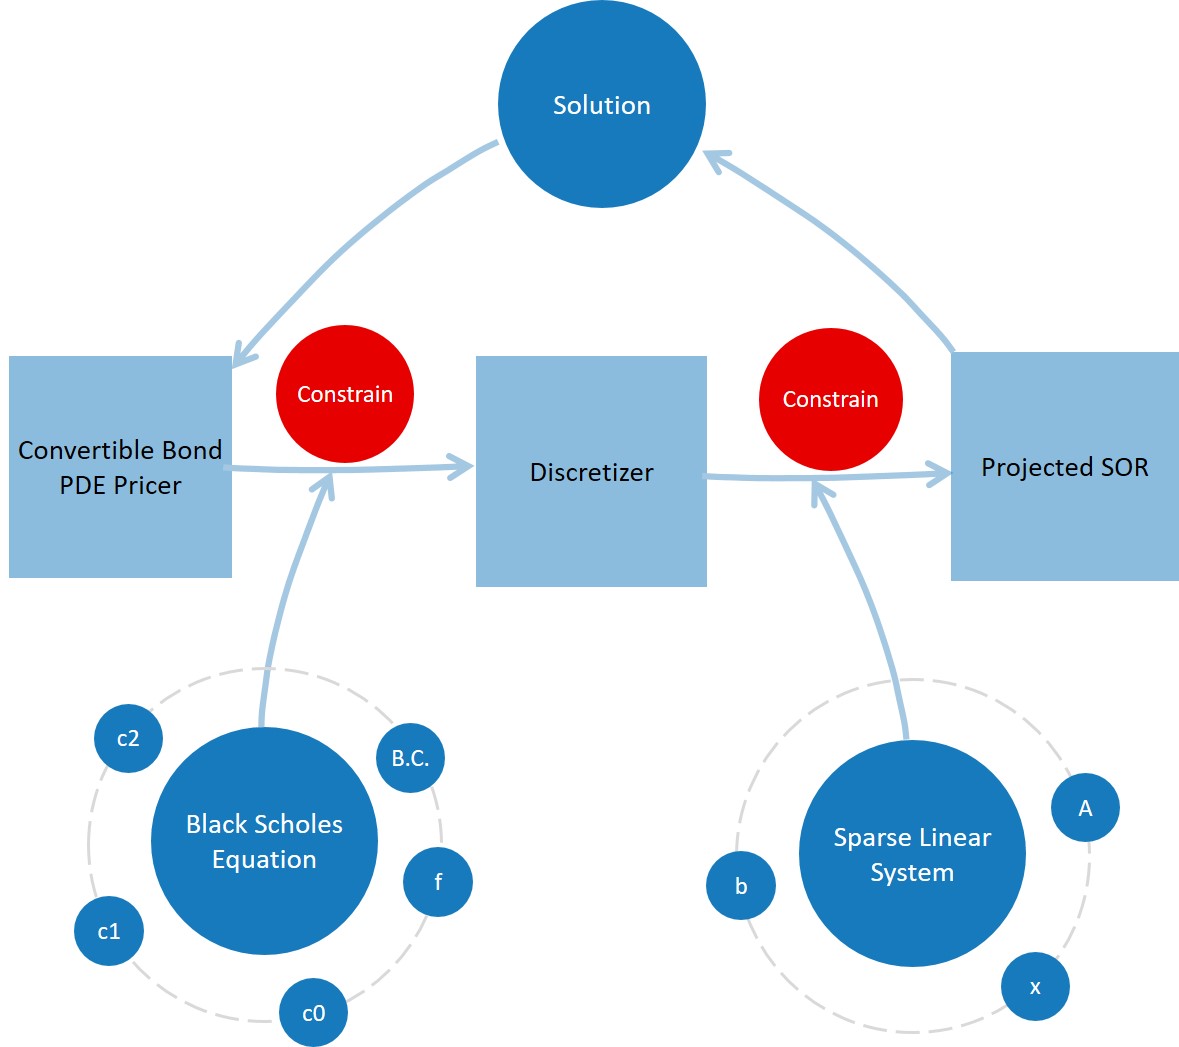 Solution
Constrain
Constrain
Convertible Bond
PDE Pricer
Discretizer
Projected SOR
c2
B.C.
Black Scholes
Equation
f
c1
c0
A
Sparse Linear
System
b
x